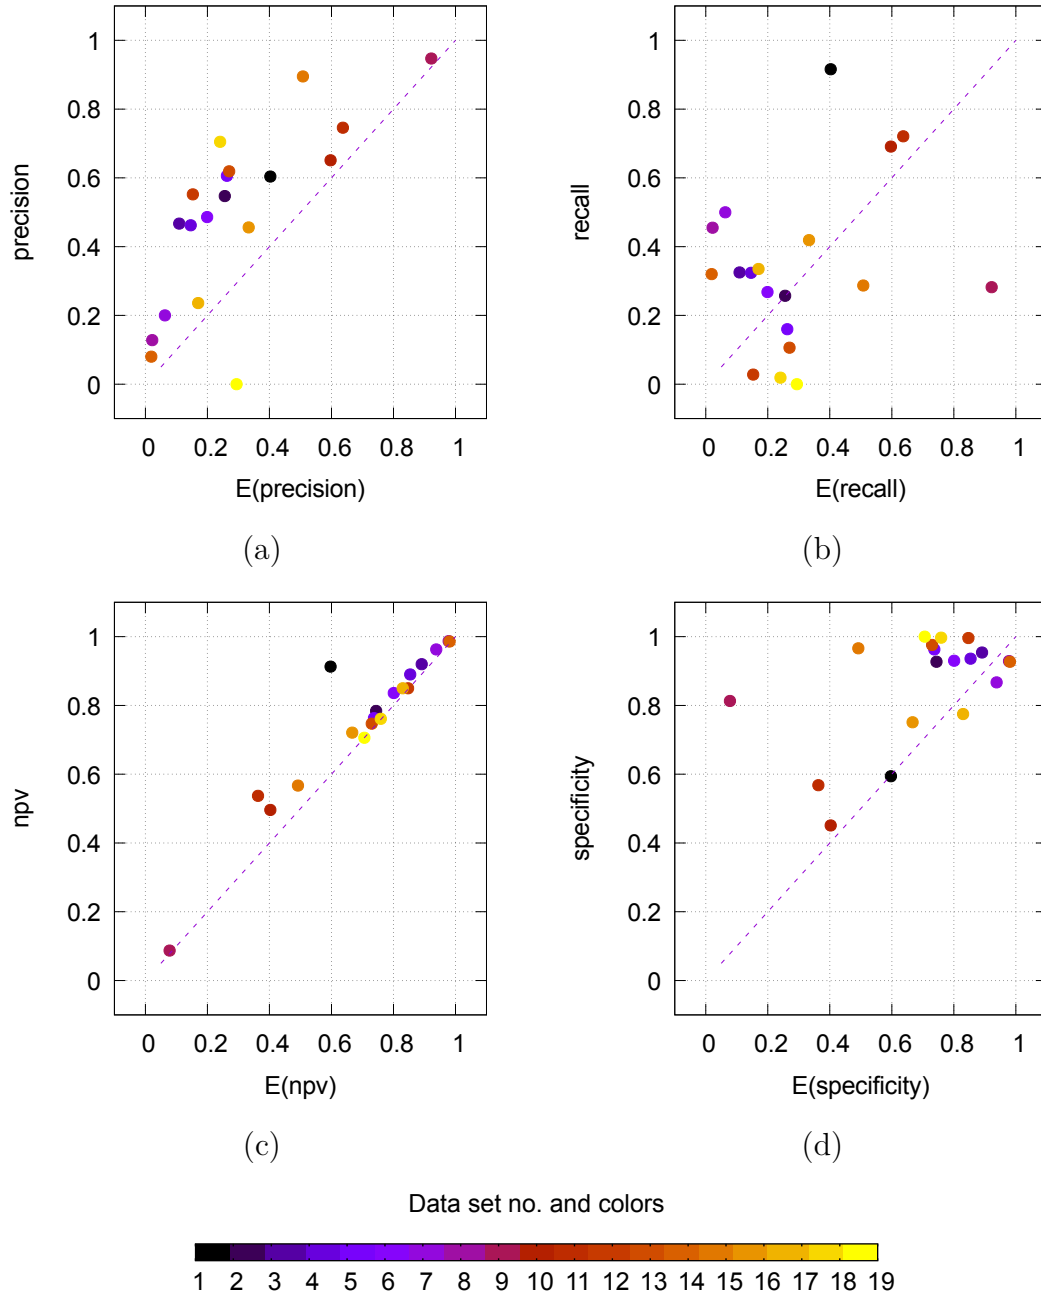 1
0.8
0.6
0.4
0.2
0
precision
0 0.2 0.4 0.6 0.8 1
E(precision)
(a)
1
0.8
0.6
0.4
0.2
0
recall
0 0.2 0.4 0.6 0.8 1
E(recall)
(b)
1
0.8
0.6
0.4
0.2
0
npv
0 0.2 0.4 0.6 0.8 1
E(npv)
(c)
1
0.8
0.6
0.4
0.2
0
specificity
0 0.2 0.4 0.6 0.8 1
E(specificity)
(d)
Data set no. and colors
1 2 3 4 5 6 7 8 9 10 11 12 13 14 15 16 17 18 19